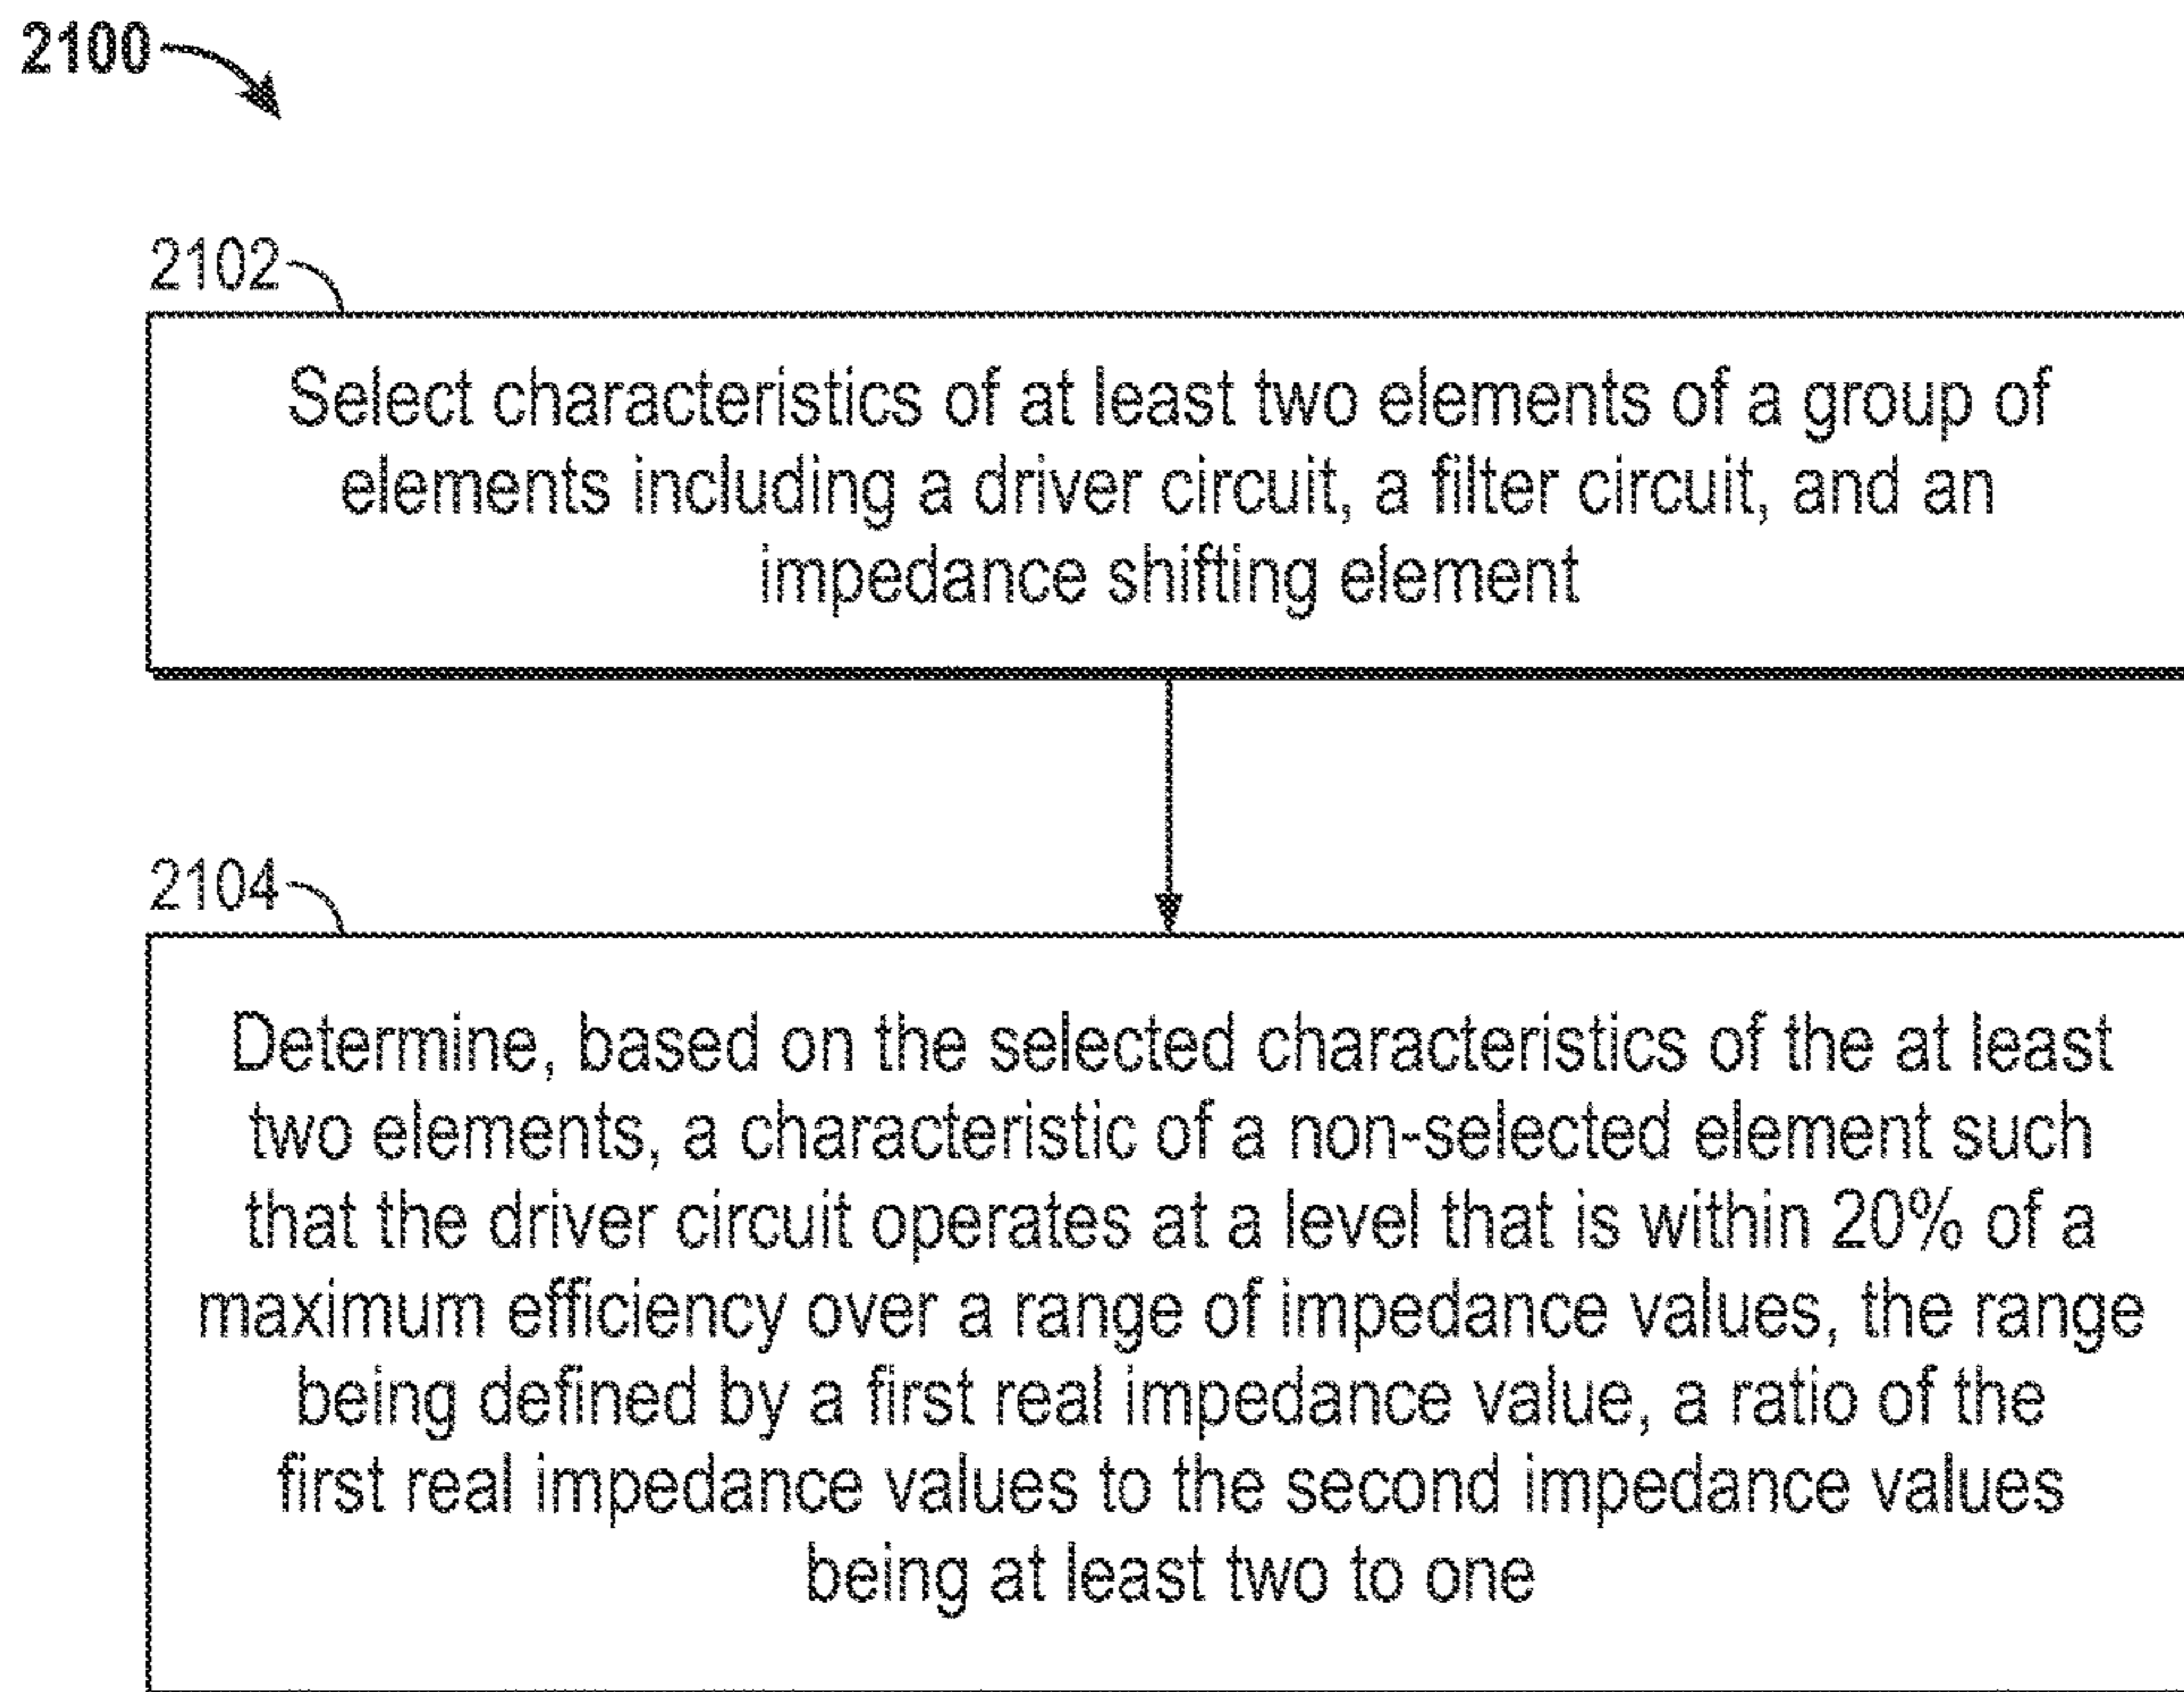 2100
2102
Select characteristics of at least two elements of a group of
elements including a driver circuit, a filter circuit, and an
impedance shifting element
2104
Determine, based on the selected characteristics of the at least
two elements, a characteristic of a non-selected element such
that the driver circuit operates at a level that is within 20% of a
maximum efficiency over a range of impedance values, the range
being defined by a first real impedance value, a ratio of the
first real impedance values to the second impedance values
being at least two to one